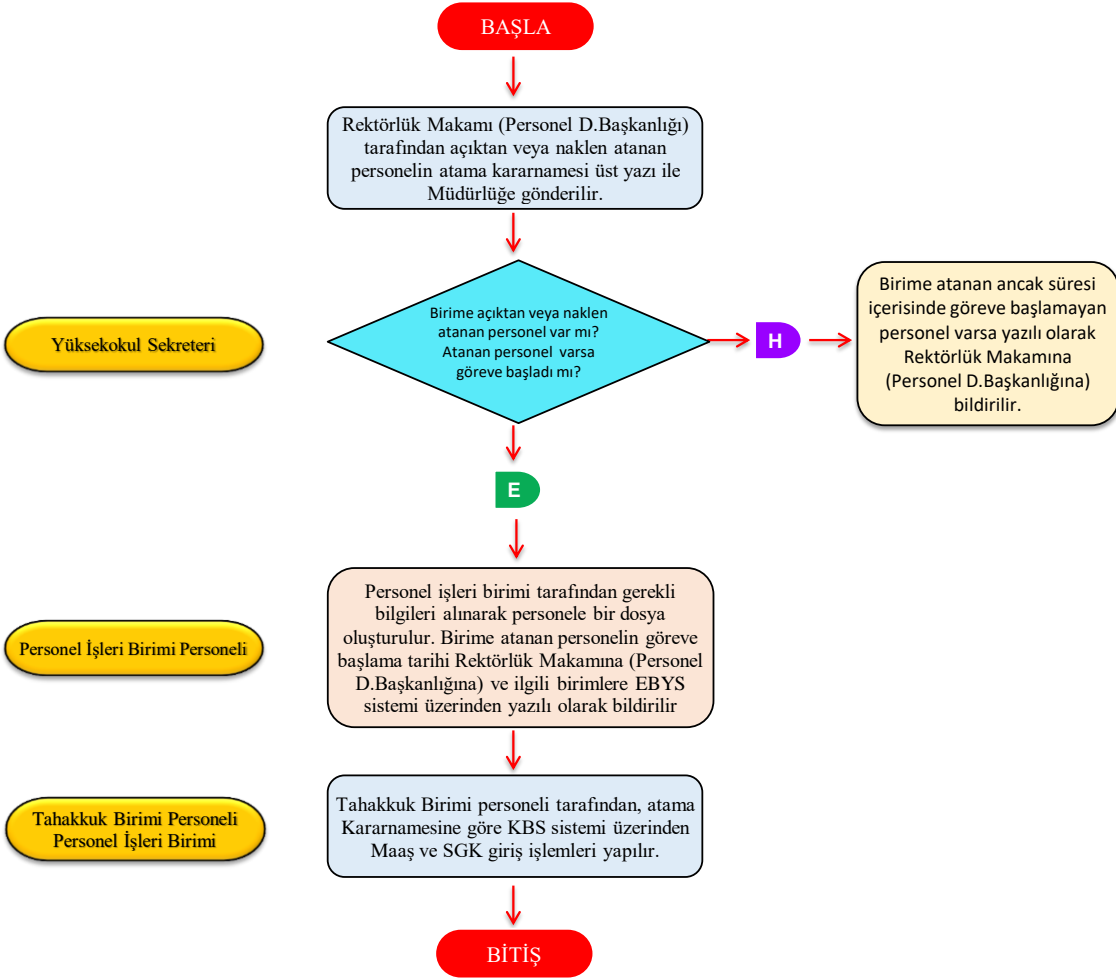 BAŞLA
Rektörlük Makamı (Personel D.Başkanlığı)
tarafından açıktan veya naklen atanan
personelin atama kararnamesi üst yazı ile
Müdürlüğe gönderilir.
Yüksekokul Sekreteri
Birime açıktan veya naklen
atanan personel var mı?
Atanan personel varsa
göreve başladı mı?
H
Birime atanan ancak süresi
içerisinde göreve başlamayan
personel varsa yazılı olarak
Rektörlük Makamına
(Personel D.Başkanlığına)
bildirilir.
E
Personel İşleri Birimi Personeli
Personel işleri birimi tarafından gerekli
bilgileri alınarak personele bir dosya
oluşturulur. Birime atanan personelin göreve
başlama tarihi Rektörlük Makamına (Personel
D.Başkanlığına) ve ilgili birimlere EBYS
sistemi üzerinden yazılı olarak bildirilir
Tahakkuk Birimi Personeli
Personel İşleri Birimi
Tahakkuk Birimi personeli tarafından, atama
Kararnamesine göre KBS sistemi üzerinden
Maaş ve SGK giriş işlemleri yapılır.
BİTİŞ